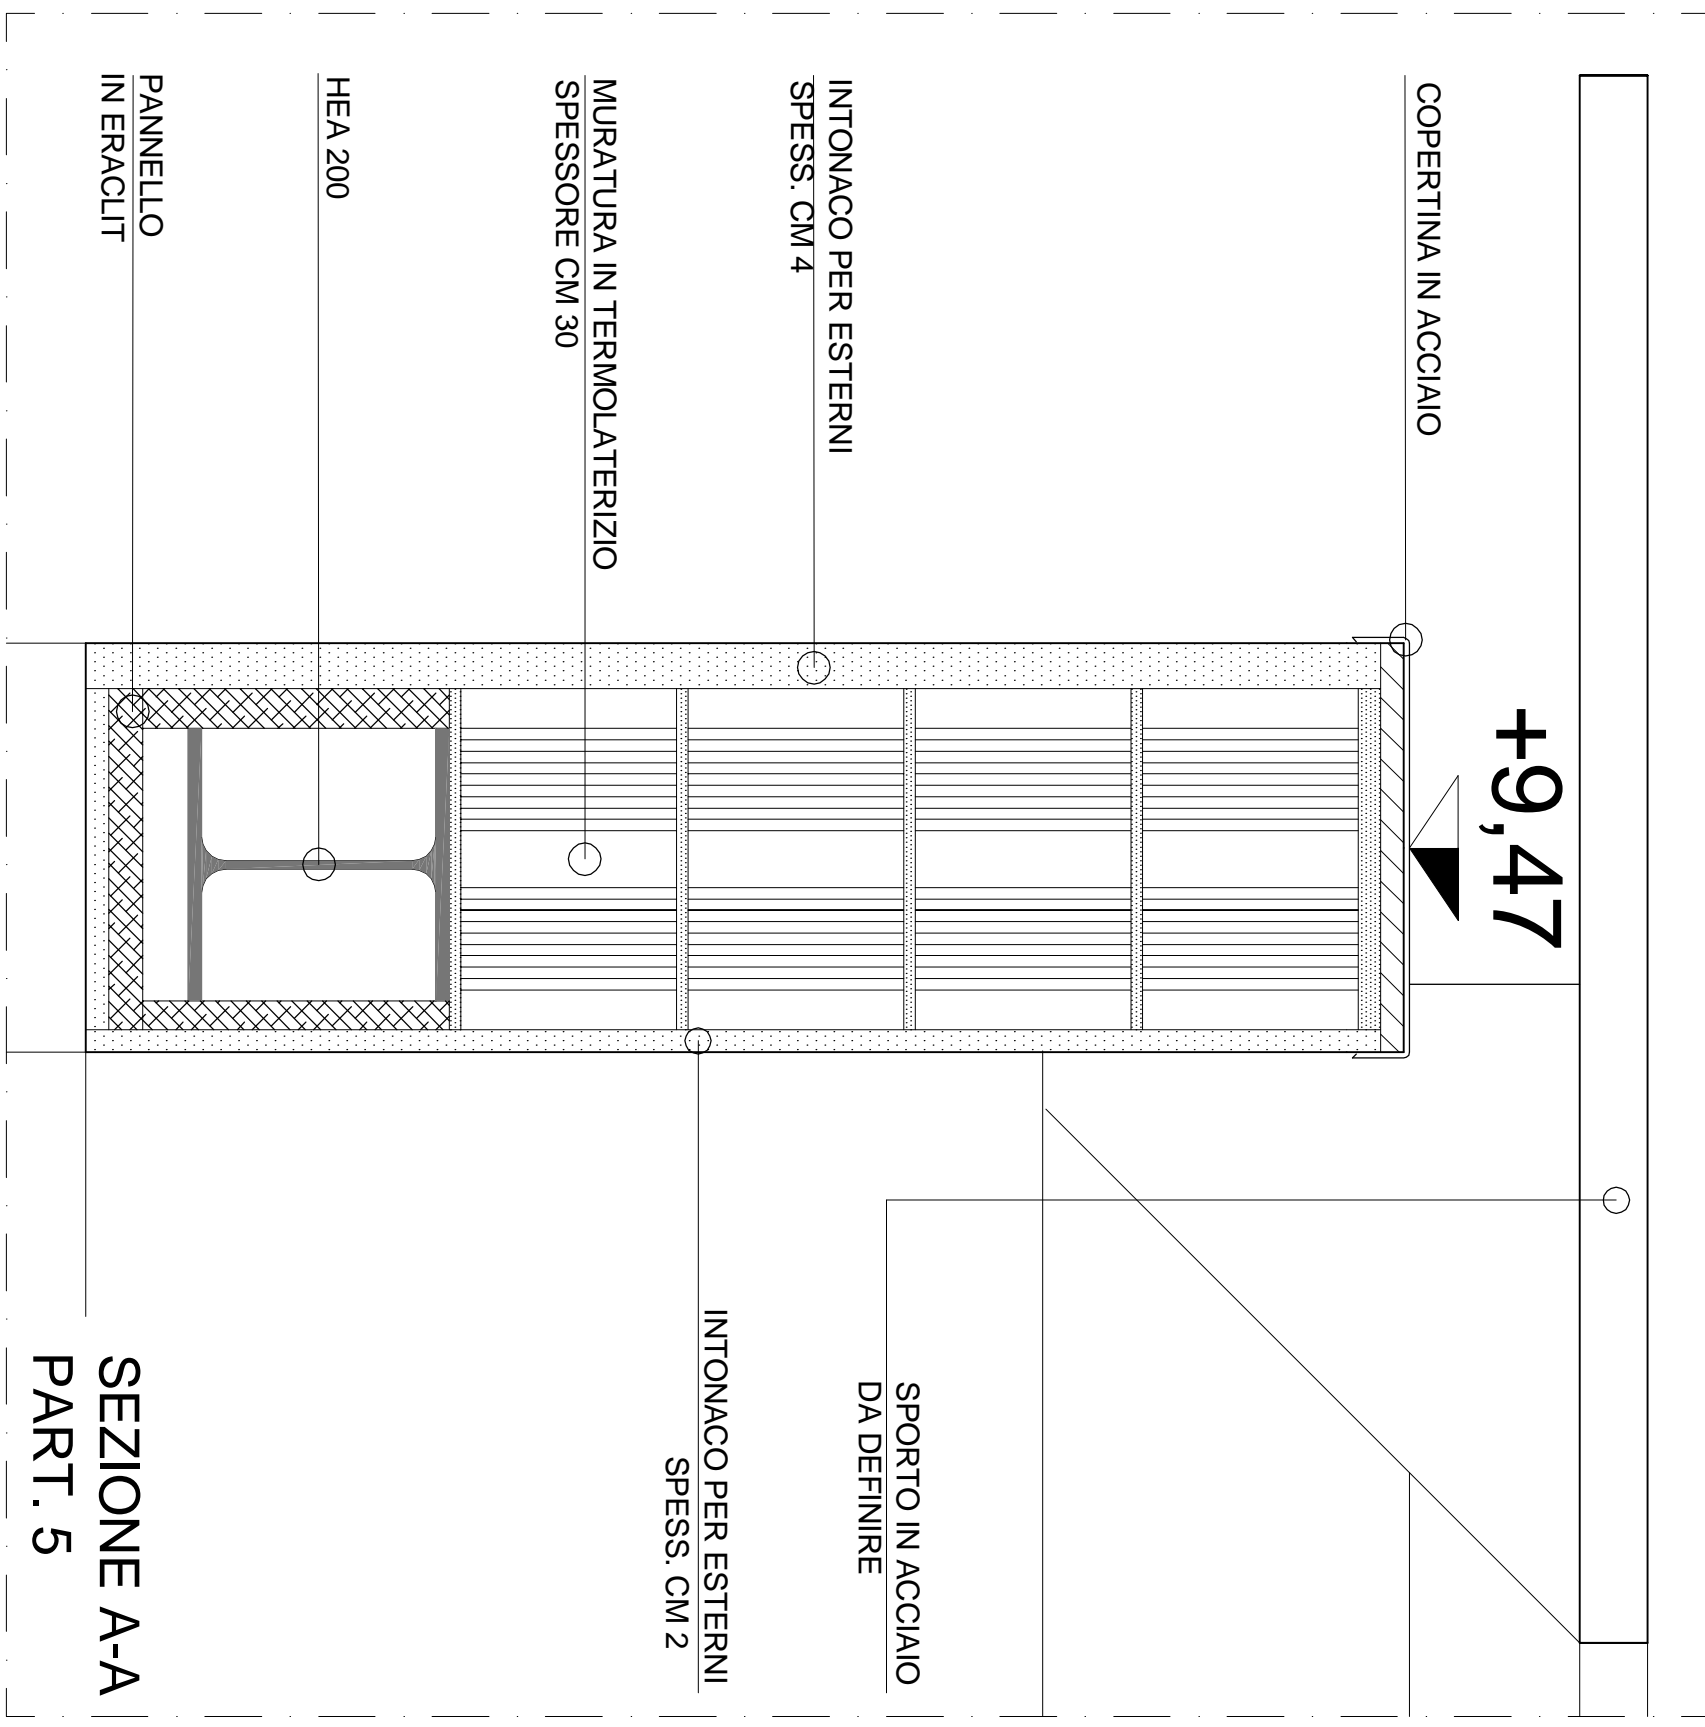 COPERTINA IN ACCIAIO
+9,47
INTONACO PER ESTERNI
SPESS. CM 4
MURATURA IN TERMOLATERIZIO
SPESSORE CM 30
HEA 200
PANNELLO
IN ERACLIT
SPORTO IN ACCIAIO
DA DEFINIRE
INTONACO PER ESTERNI
SPESS. CM 2
SEZIONE A-A
PART. 5